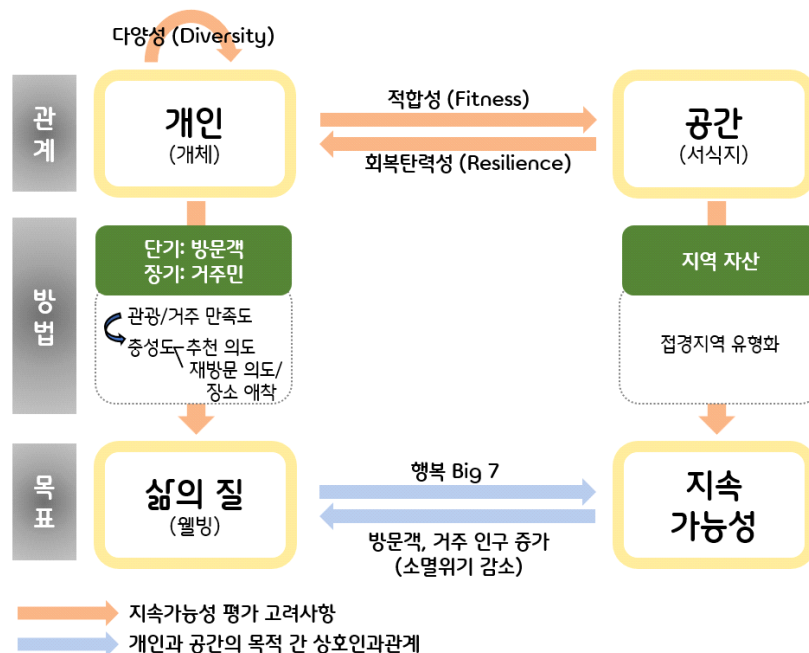 다양성 (Diversity)
관
계
개인
(개체)
적합성 (Fitness)
회복탄력성 (Resilience)
공간
(서식지)
방
법
단기: 방문객
장기: 거주민
관광/거주 만족도
충성도
추천 의도
재방문 의도/
장소 애착
지역 자산
접경지역 유형화
목
표
삶의 질
(웰빙)
행복 Big 7
방문객, 거주 인구 증가
(소멸위기 감소)
지속
가능성
지속가능성 평가 고려사항
개인과 공간의 목적 간 상호인과관계